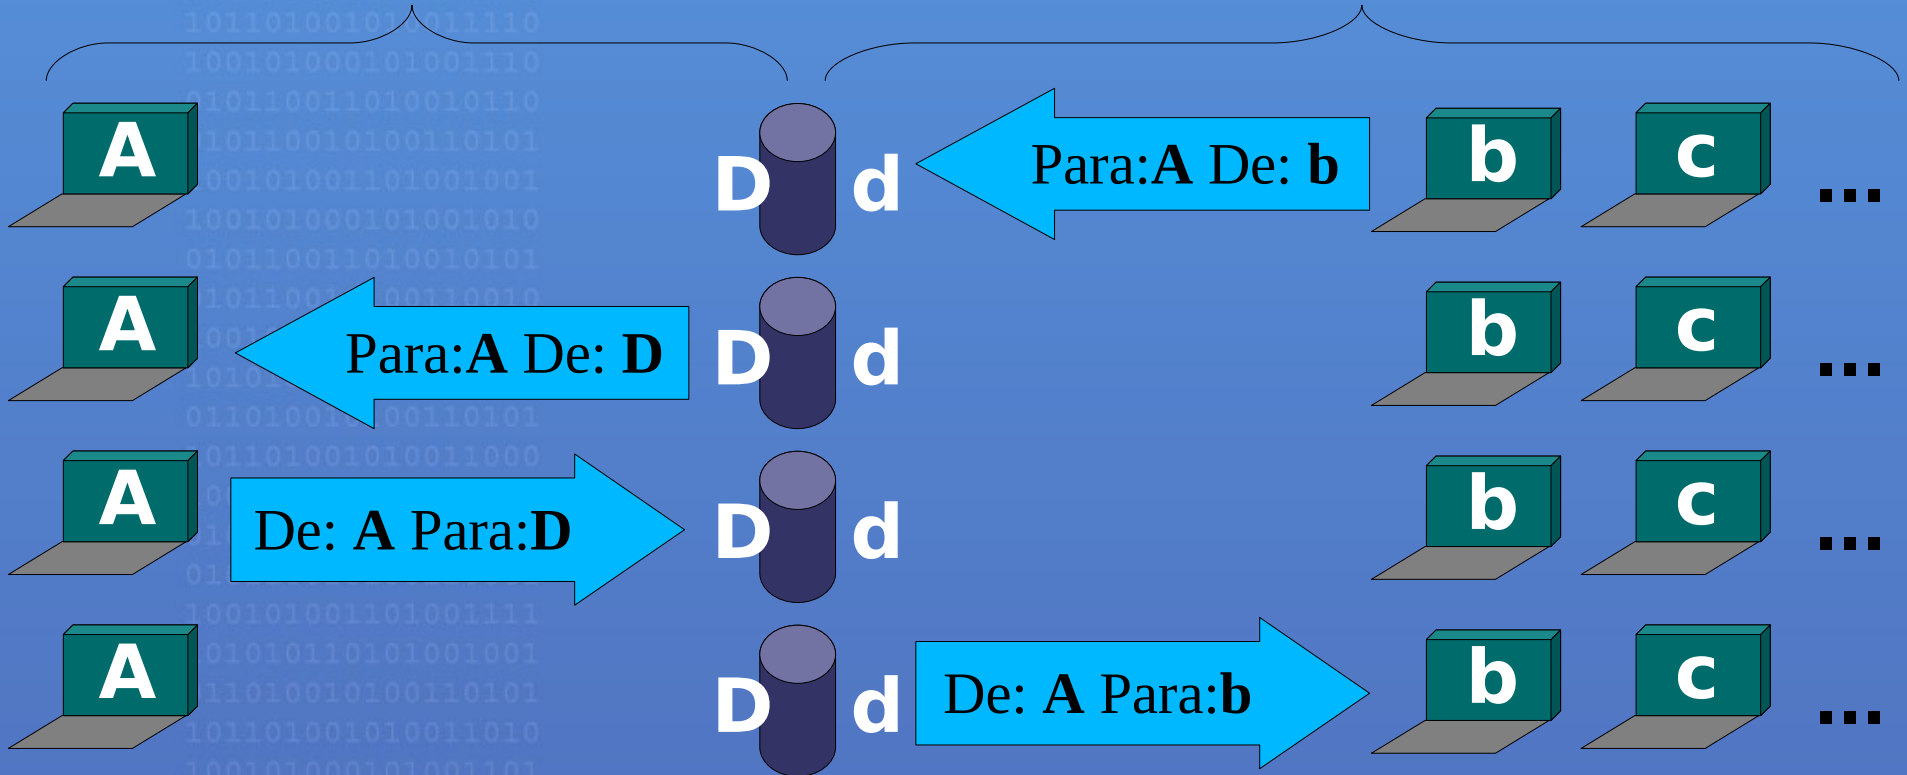 A D d Para:A De: b b c ...
A Para:A De: D D d b c ...
A De: A Para:D D d b c ...
A D d De: A Para:b b c ...